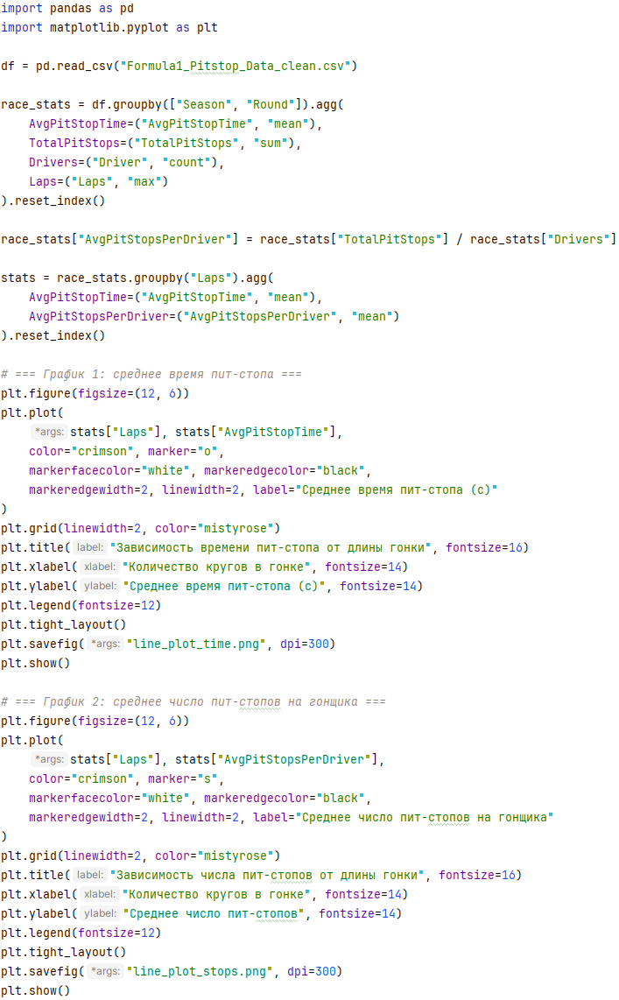 import pandas as pd
import matplotlib.pyplot as plt

df = pd.read_csv("Formula1_Pitstop_Data_clean.csv")

race_stats = df.groupby(["Season", "Round"]).agg(
    AvgPitStopTime=("AvgPitStopTime", "mean"),
    TotalPitStops=("TotalPitStops", "sum"),
    Drivers=("Driver", "count"),
    Laps=("Laps", "max")
).reset_index()

race_stats["AvgPitStopsPerDriver"] = race_stats["TotalPitStops"] / race_stats["Drivers"]

stats = race_stats.groupby("Laps").agg(
    AvgPitStopTime=("AvgPitStopTime", "mean"),
    AvgPitStopsPerDriver=("AvgPitStopsPerDriver", "mean")
).reset_index()

# === График 1: среднее время пит-стопа ===
plt.figure(figsize=(12, 6))
plt.plot(
    *args: stats["Laps"], stats["AvgPitStopTime"],
    color="crimson", marker="o",
    markerfacecolor="white", markeredgecolor="black",
    markeredgewidth=2, linewidth=2, label="Среднее время пит-стопа (с)"
)
plt.grid(linewidth=2, color="mistyrose")
plt.title( label: "Зависимость времени пит-стопа от длины гонки", fontsize=16)
plt.xlabel( xlabel: "Количество кругов в гонке", fontsize=14)
plt.ylabel( ylabel: "Среднее время пит-стопа (с)", fontsize=14)
plt.legend(fontsize=12)
plt.tight_layout()
plt.savefig( *args: "line_plot_time.png", dpi=300)
plt.show()

# === График 2: среднее число пит-стопов на гонщика ===
plt.figure(figsize=(12, 6))
plt.plot(
    *args: stats["Laps"], stats["AvgPitStopsPerDriver"],
    color="crimson", marker="s",
    markerfacecolor="white", markeredgecolor="black",
    markeredgewidth=2, linewidth=2, label="Среднее число пит-стопов на гонщика"
)
plt.grid(linewidth=2, color="mistyrose")
plt.title( label: "Зависимость числа пит-стопов от длины гонки", fontsize=16)
plt.xlabel( xlabel: "Количество кругов в гонке", fontsize=14)
plt.ylabel( ylabel: "Среднее число пит-стопов", fontsize=14)
plt.legend(fontsize=12)
plt.tight_layout()
plt.savefig( *args: "line_plot_stops.png", dpi=300)
plt.show()